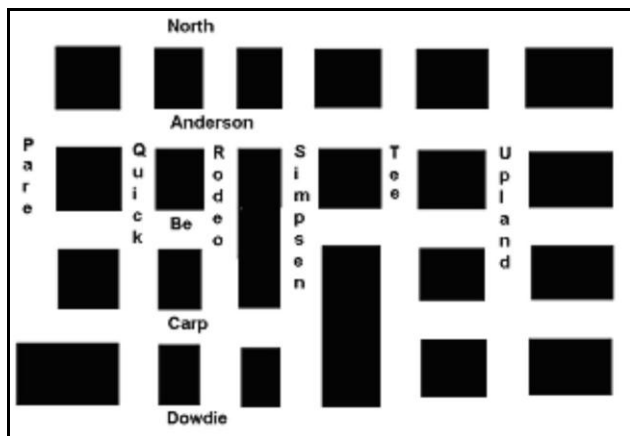 North
Anderson
Pare
Quick
Rodeo
Simpsen
Tee
Upland
Be
Carp
Dowdie